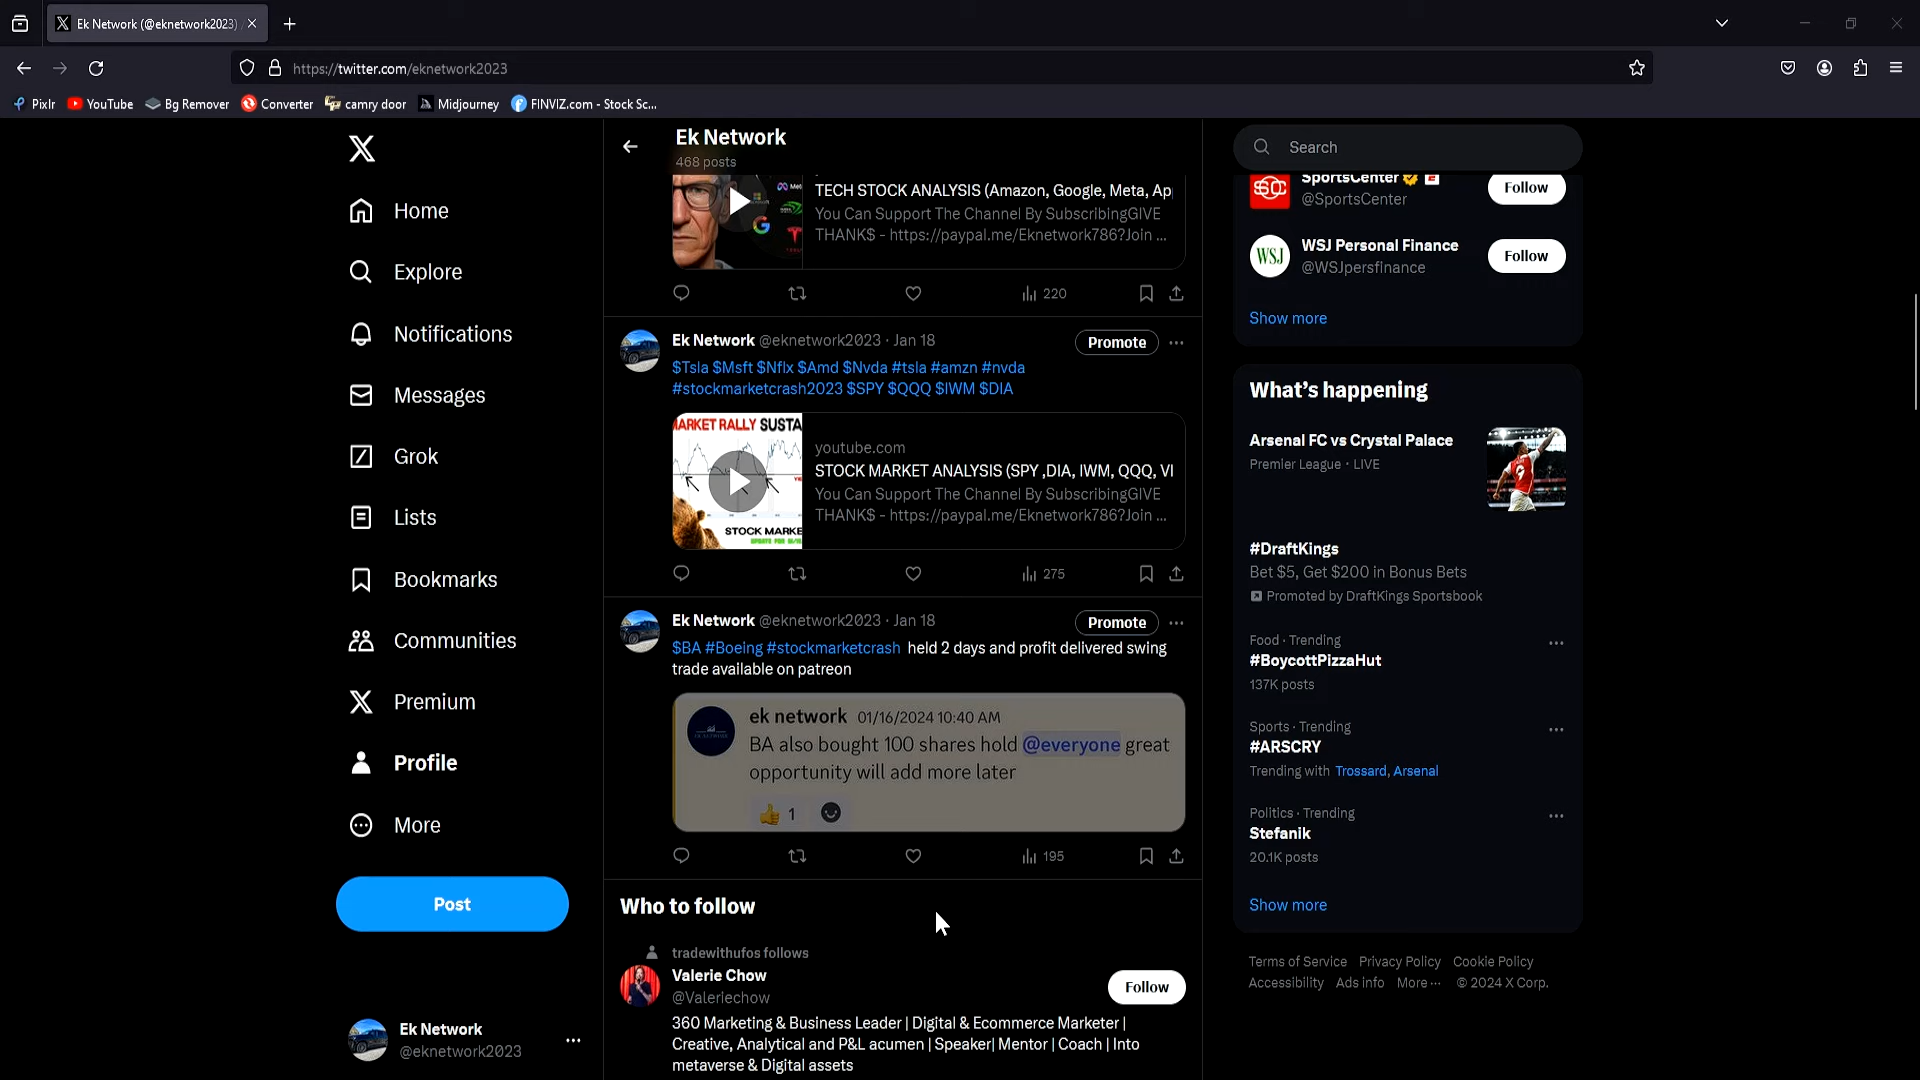 Ek Network (@eknetwork2023)
https://twitter.com/eknetwork2023
Pixlr
YouTube
Bg Remover
Converter
camry door
Midjourney
FINVIZ.com - Stock Sc...
Home
Explore
Notifications
Messages
Grok
Lists
Bookmarks
Communities
Premium
Profile
More
Post
Ek Network
@eknetwork2023
Ek Network
468 posts
TECH STOCK ANALYSIS (Amazon, Google, Meta, Ap
You Can Support The Channel By SubscribingGIVE
THANK$ - https://paypal.me/Eknetwork786?Join ...
220
Ek Network @eknetwork2023 · Jan 18
Promote
$Tsla $Msft $Nflx $Amd $Nvda #tsla #amzn #nvda
#stockmarketcrash2023 $SPY $QQQ $IWM $DIA
MARKET RALLY SUSTA
STOCK MARKE
youtube.com
STOCK MARKET ANALYSIS (SPY ,DIA, IWM, QQQ, VI
You Can Support The Channel By SubscribingGIVE
THANK$ - https://paypal.me/Eknetwork786?Join ...
275
Ek Network @eknetwork2023 · Jan 18
Promote
$BA #Boeing #stockmarketcrash held 2 days and profit delivered swing
trade available on patreon
ek network 01/16/2024 10:40 AM
BA also bought 100 shares hold @everyone great
opportunity will add more later
1
195
Who to follow
tradewithufos follows
Valerie Chow
@Valeriechow
Follow
360 Marketing & Business Leader | Digital & Ecommerce Marketer |
Creative, Analytical and P&L acumen | Speaker| Mentor | Coach | Into
metaverse & Digital assets
Search
SportsCenter
@SportsCenter
Follow
WSJ
WSJ Personal Finance
@WSJpersfinance
Follow
Show more
What's happening
Arsenal FC vs Crystal Palace
Premier League · LIVE
#DraftKings
Bet $5, Get $200 in Bonus Bets
Promoted by DraftKings Sportsbook
Food · Trending
#BoycottPizzaHut
137K posts
Sports · Trending
#ARSCRY
Trending with Trossard, Arsenal
Politics · Trending
Stefanik
20.1K posts
Show more
Terms of Service Privacy Policy Cookie Policy
Accessibility Ads info More ··· © 2024 X Corp.